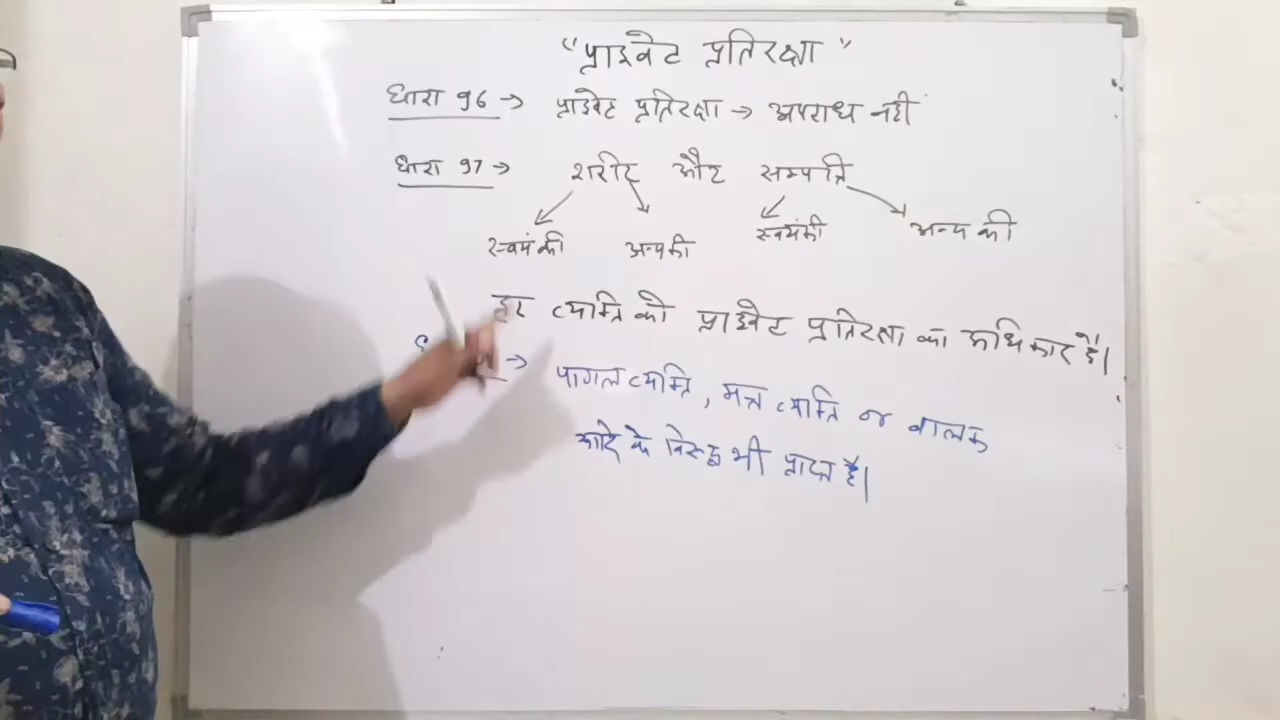 "प्राइवेट प्रतिरक्षा"
धारा 96 → प्राइवेट प्रतिरक्षा → अपराध नहीं
धारा 97 → शरीर और सम्पत्ति
स्वयं की अन्य की स्वयं की अन्य की
हर व्यक्ति को प्राइवेट प्रतिरक्षा का अधिकार है।
→ पागल व्यक्ति, मत्त व्यक्ति व बालक
आदि के विरुद्ध भी प्राप्त है।